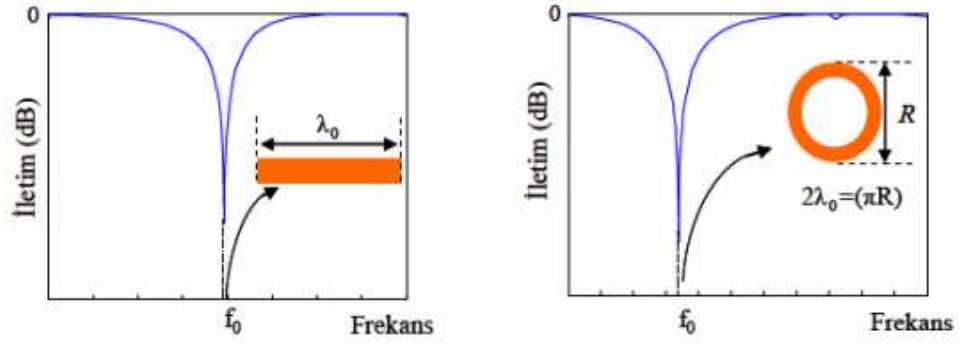 0
İletim (dB)
λ₀
f₀
Frekans
0
İletim (dB)
R
2λ₀=(πR)
f₀
Frekans